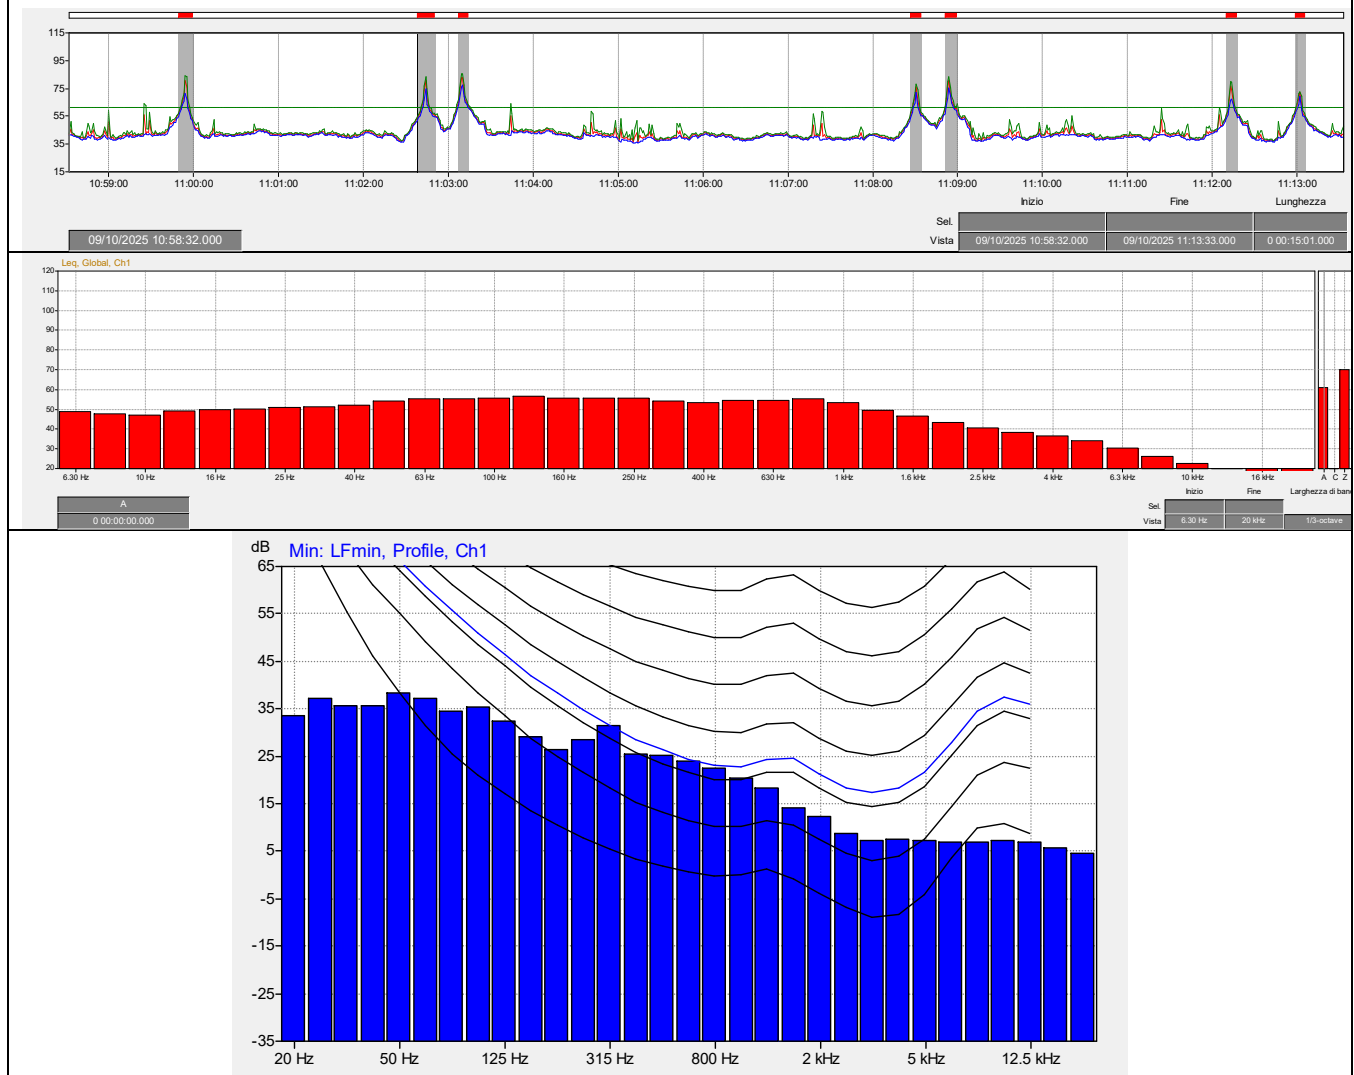 115
95
75
55
35
15
10:59:00 11:00:00 11:01:00 11:02:00 11:03:00 11:04:00 11:05:00 11:06:00 11:07:00 11:08:00 11:09:00 11:10:00 11:11:00 11:12:00 11:13:00
Inizio Fine Lunghezza
Sel.
09/10/2025 10:58:32.000 Vista 09/10/2025 10:58:32.000 09/10/2025 11:13:33.000 0 00:15:01.000
Leq, Global, Ch1
120
110
100
90
80
70
60
50
40
30
20
6.30 Hz 10 Hz 16 Hz 25 Hz 40 Hz 63 Hz 100 Hz 160 Hz 250 Hz 400 Hz 630 Hz 1 kHz 1.6 kHz 2.5 kHz 4 kHz 6.3 kHz 10 kHz 16 kHz A C Z
Inizio Fine Larghezza di ban
A Sel.
0 00:00:00.000 Vista 6.30 Hz 20 kHz 1/3-octave
dB Min: LFmin, Profile, Ch1
65
55
45
35
25
15
5
-5
-15
-25
-35
20 Hz 50 Hz 125 Hz 315 Hz 800 Hz 2 kHz 5 kHz 12.5 kHz